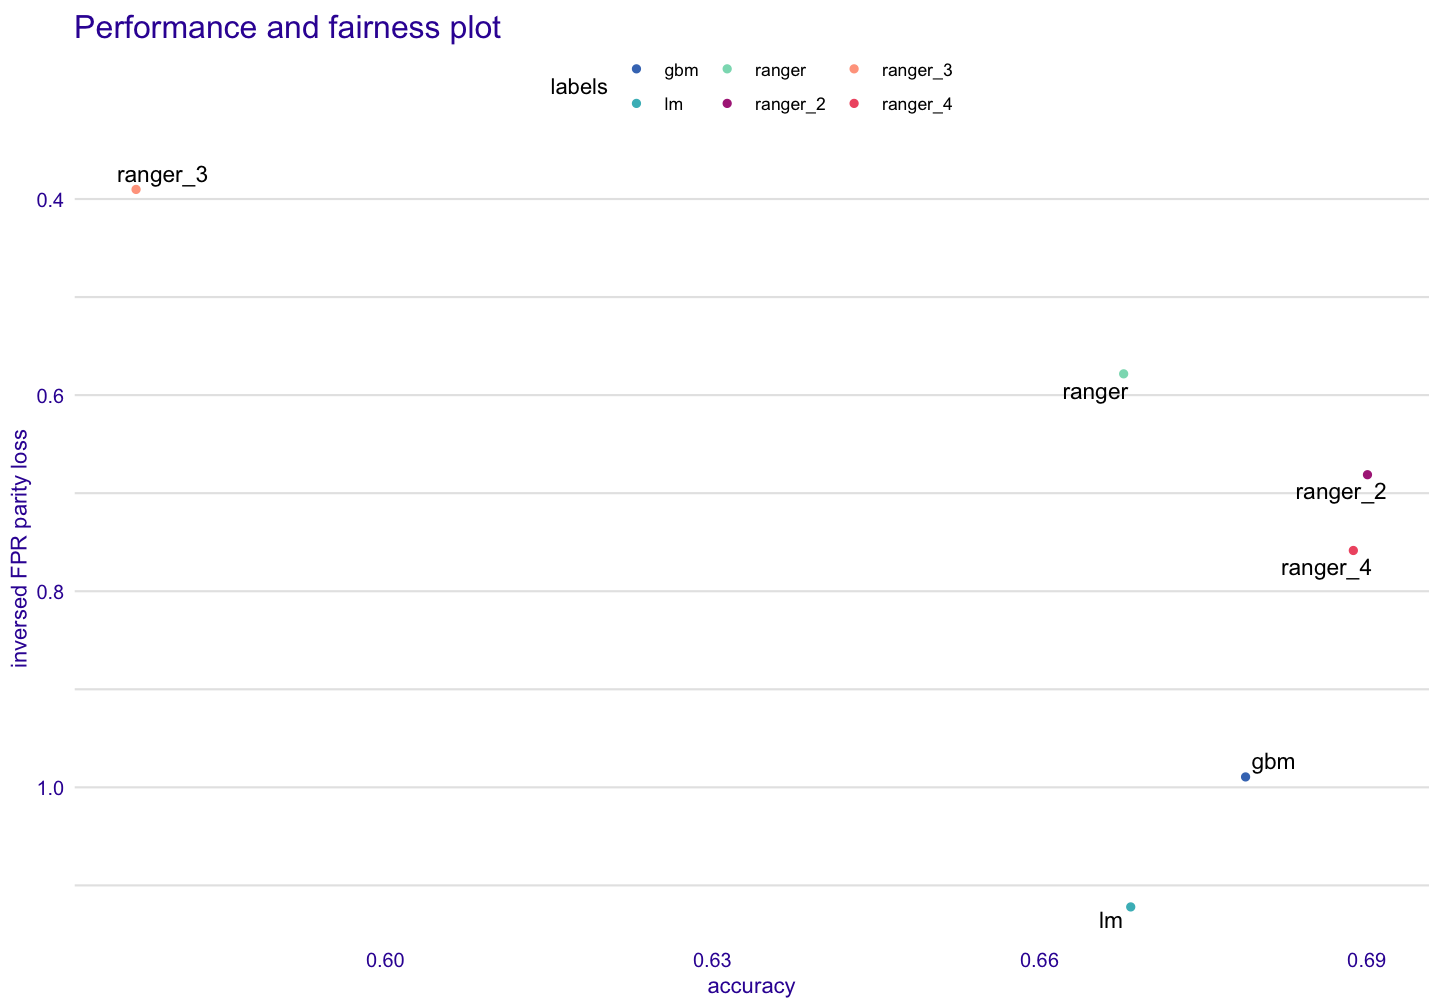 Performance and fairness plot
labels
gbm
ranger
ranger_3
lm
ranger_2
ranger_4
ranger_3
0.4
ranger
0.6
ranger_2
ranger_4
0.8
gbm
1.0
lm
inversed FPR parity loss
0.60
0.63
0.66
0.69
accuracy